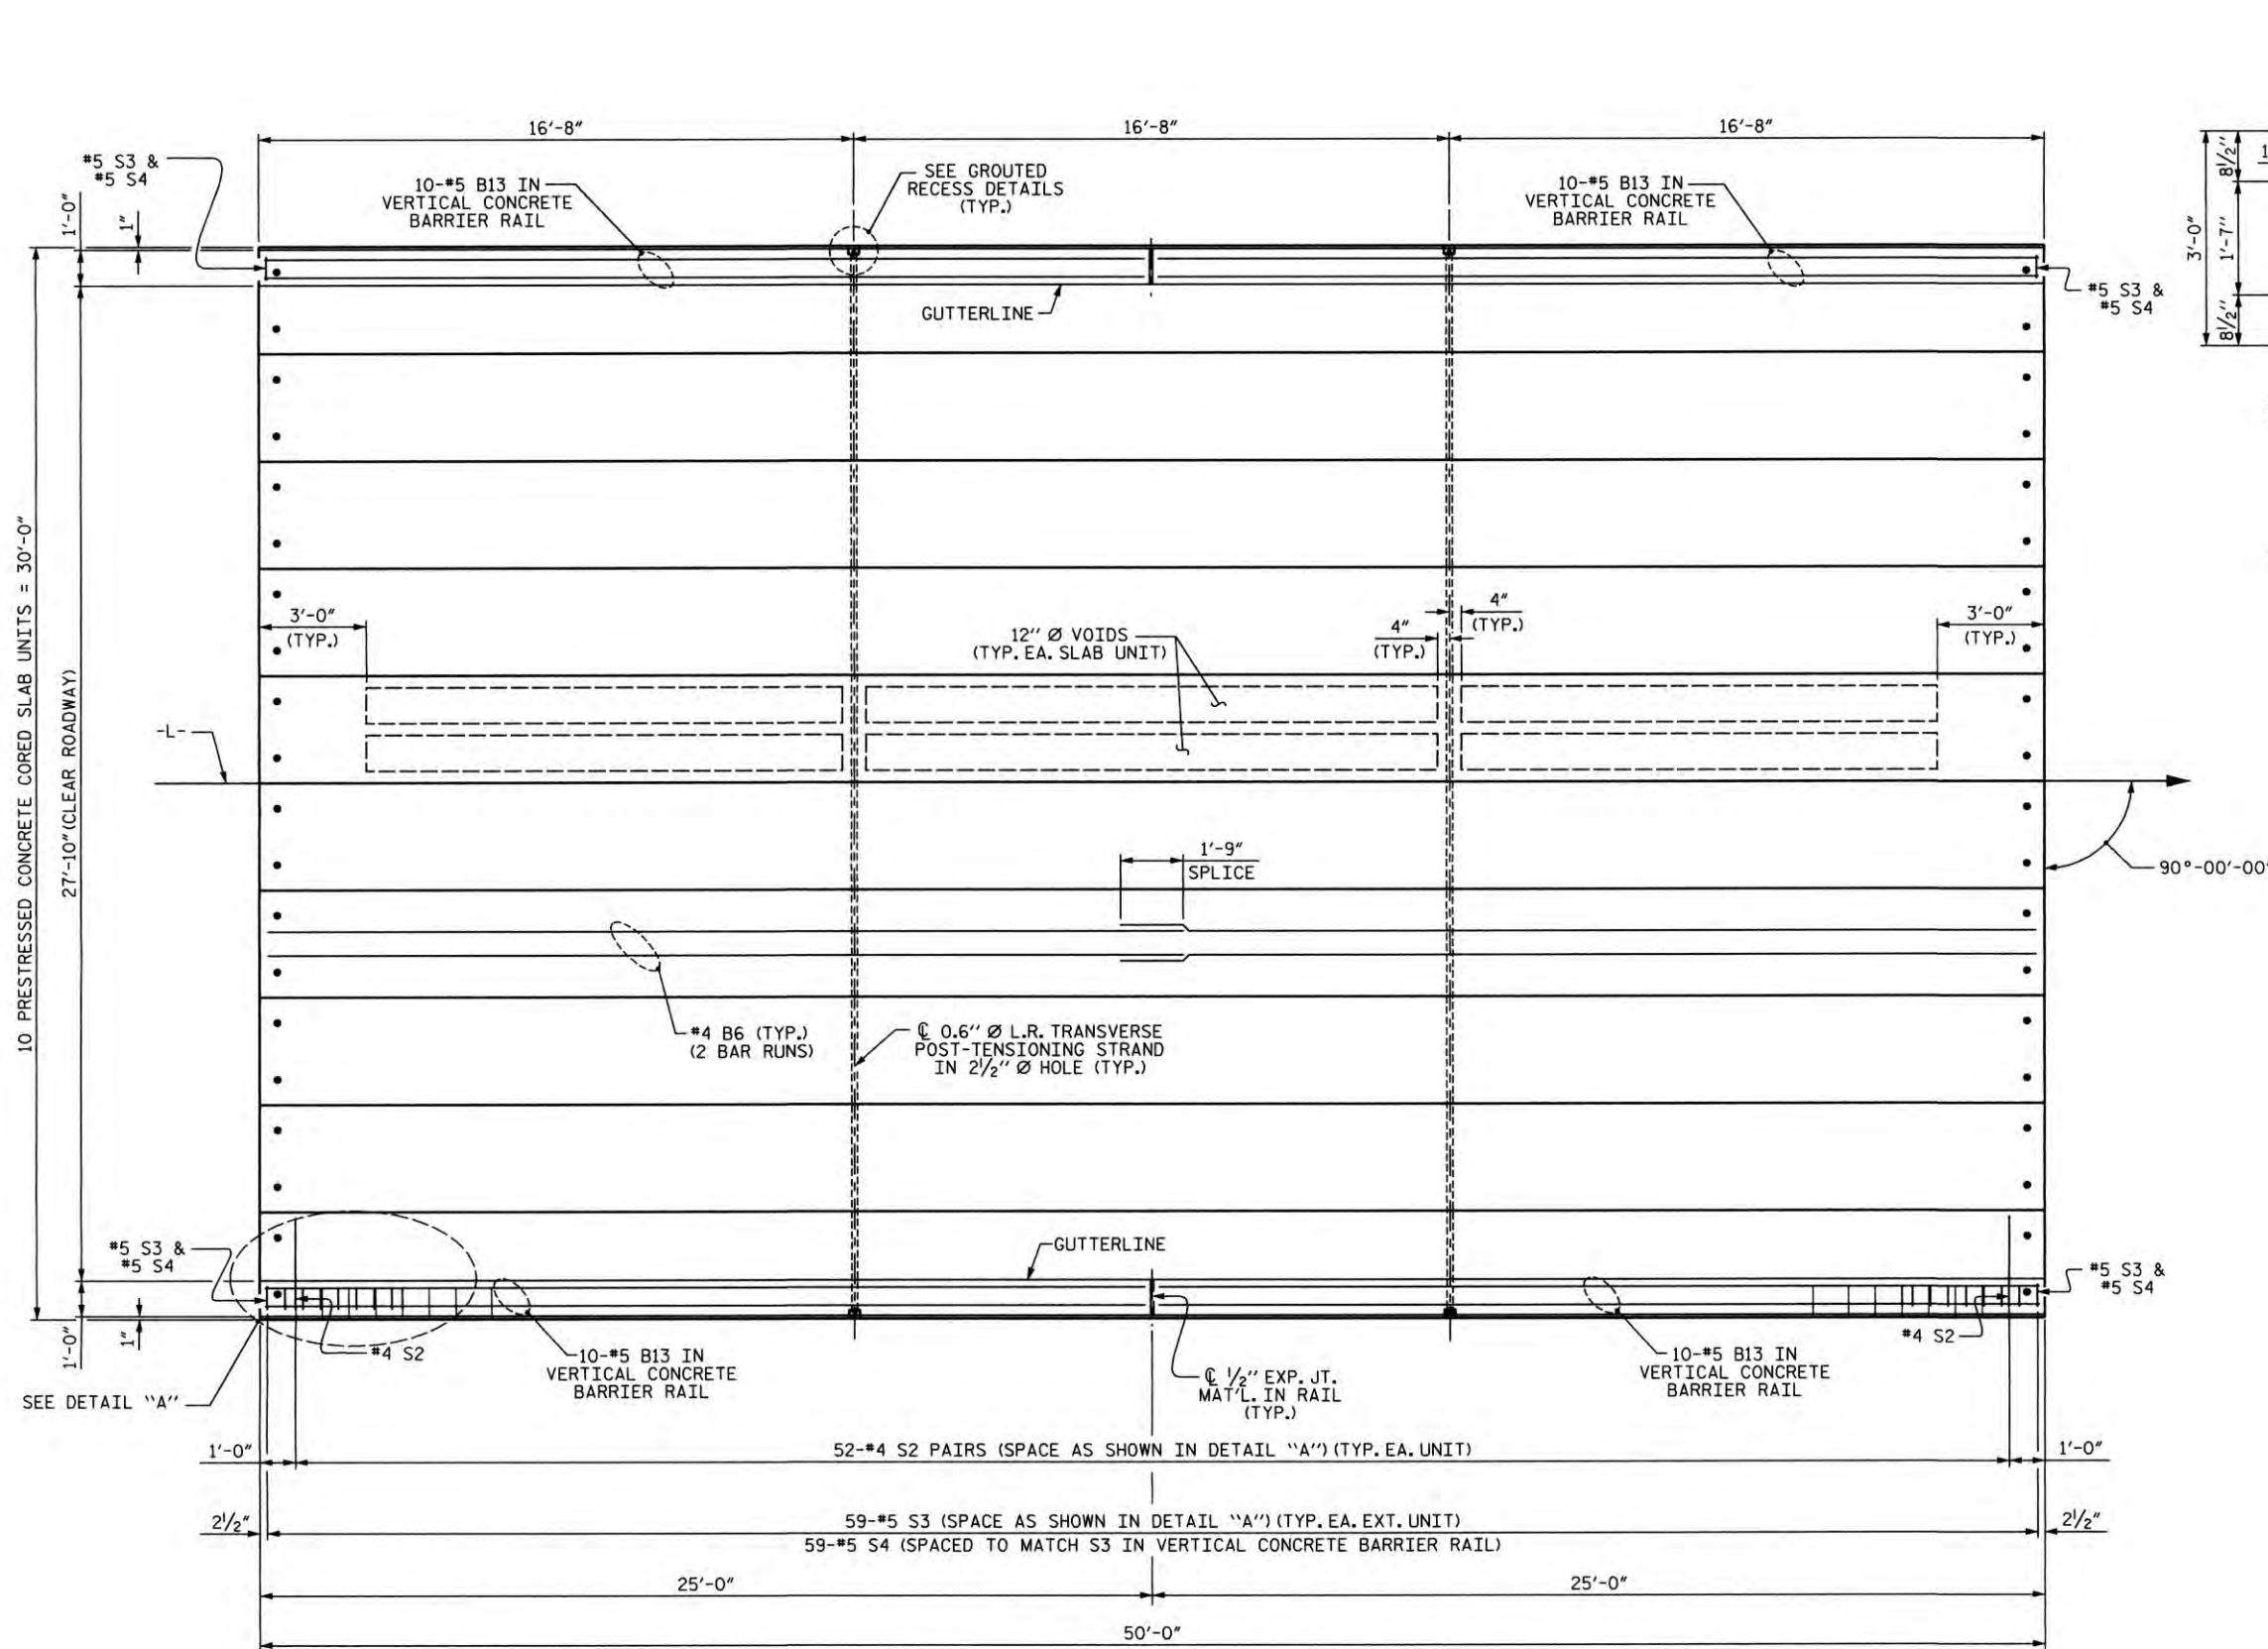 16'-8"
16'-8"
16'-8"
#5 S3 &
#5 S4
10-#5 B13 IN
VERTICAL CONCRETE
BARRIER RAIL
SEE GROUTED
RECESS DETAILS
(TYP.)
10-#5 B13 IN
VERTICAL CONCRETE
BARRIER RAIL
1'-0"
1"
GUTTERLINE
#5 S3 &
#5 S4
3'-0"
8½"
1'-7"
8½"
10 PRESTRESSED CONCRETE CORED SLAB UNITS = 30'-0"
27'-10" (CLEAR ROADWAY)
3'-0"
(TYP.)
12" Ø VOIDS
(TYP. EA. SLAB UNIT)
4"
(TYP.)
4"
(TYP.)
3'-0"
(TYP.)
-L-
90°-00'-00"
1'-9"
SPLICE
#4 B6 (TYP.)
(2 BAR RUNS)
℄ 0.6" Ø L.R. TRANSVERSE
POST-TENSIONING STRAND
IN 2½" Ø HOLE (TYP.)
#5 S3 &
#5 S4
GUTTERLINE
#5 S3 &
#5 S4
1'-0"
1"
#4 S2
10-#5 B13 IN
VERTICAL CONCRETE
BARRIER RAIL
℄ ½" EXP. JT.
MAT'L. IN RAIL
(TYP.)
10-#5 B13 IN
VERTICAL CONCRETE
BARRIER RAIL
#4 S2
SEE DETAIL "A"
1'-0"
52-#4 S2 PAIRS (SPACE AS SHOWN IN DETAIL "A") (TYP. EA. UNIT)
1'-0"
2½"
59-#5 S3 (SPACE AS SHOWN IN DETAIL "A") (TYP. EA. EXT. UNIT)
59-#5 S4 (SPACED TO MATCH S3 IN VERTICAL CONCRETE BARRIER RAIL)
2½"
25'-0"
25'-0"
50'-0"